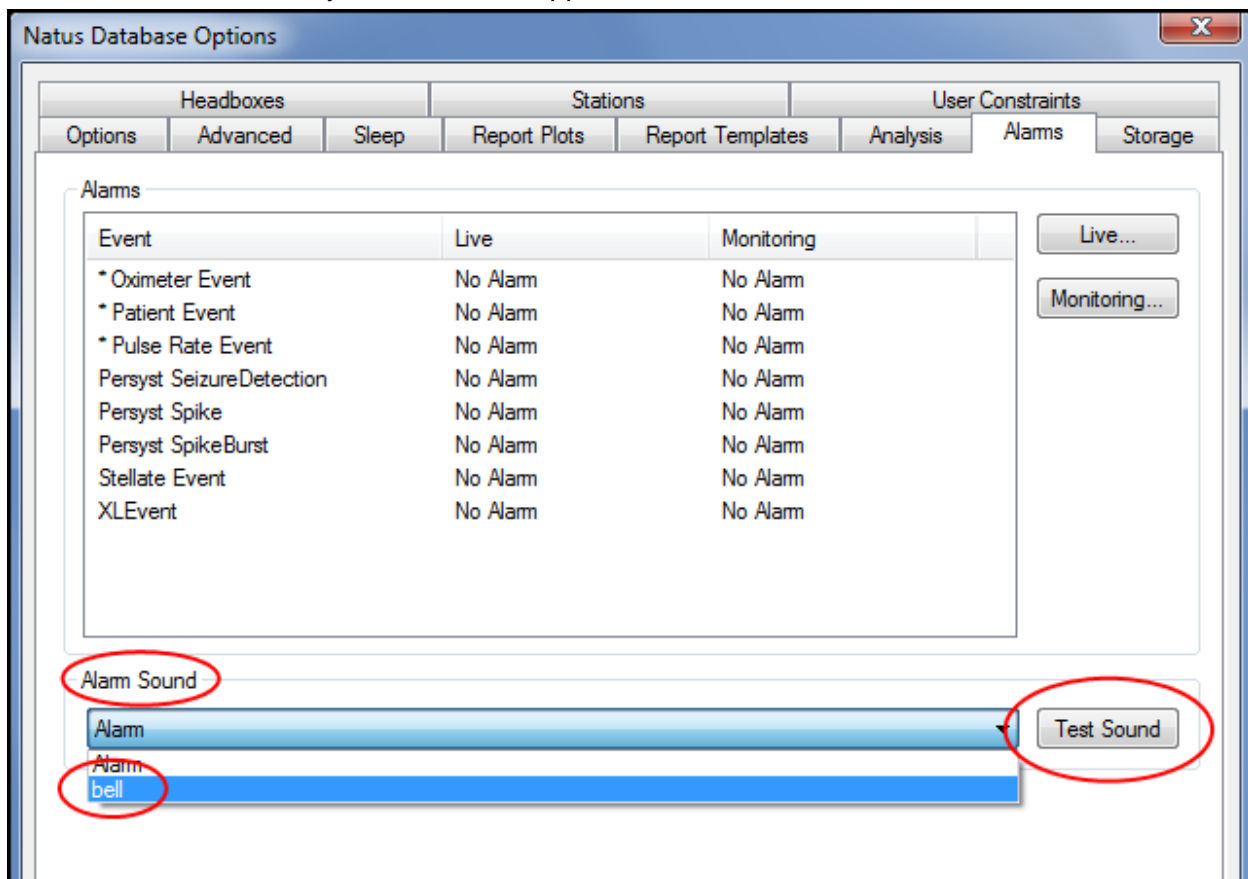 Natus Database Options
Headboxes Stations User Constraints
Options Advanced Sleep Report Plots Report Templates Analysis Alarms Storage
Alarms
Event Live Monitoring
Live...
* Oximeter Event No Alarm No Alarm
Monitoring...
* Patient Event No Alarm No Alarm
* Pulse Rate Event No Alarm No Alarm
Persyst SeizureDetection No Alarm No Alarm
Persyst Spike No Alarm No Alarm
Persyst SpikeBurst No Alarm No Alarm
Stellate Event No Alarm No Alarm
XLEvent No Alarm No Alarm
Alarm Sound
Alarm Test Sound
Alarm
bell